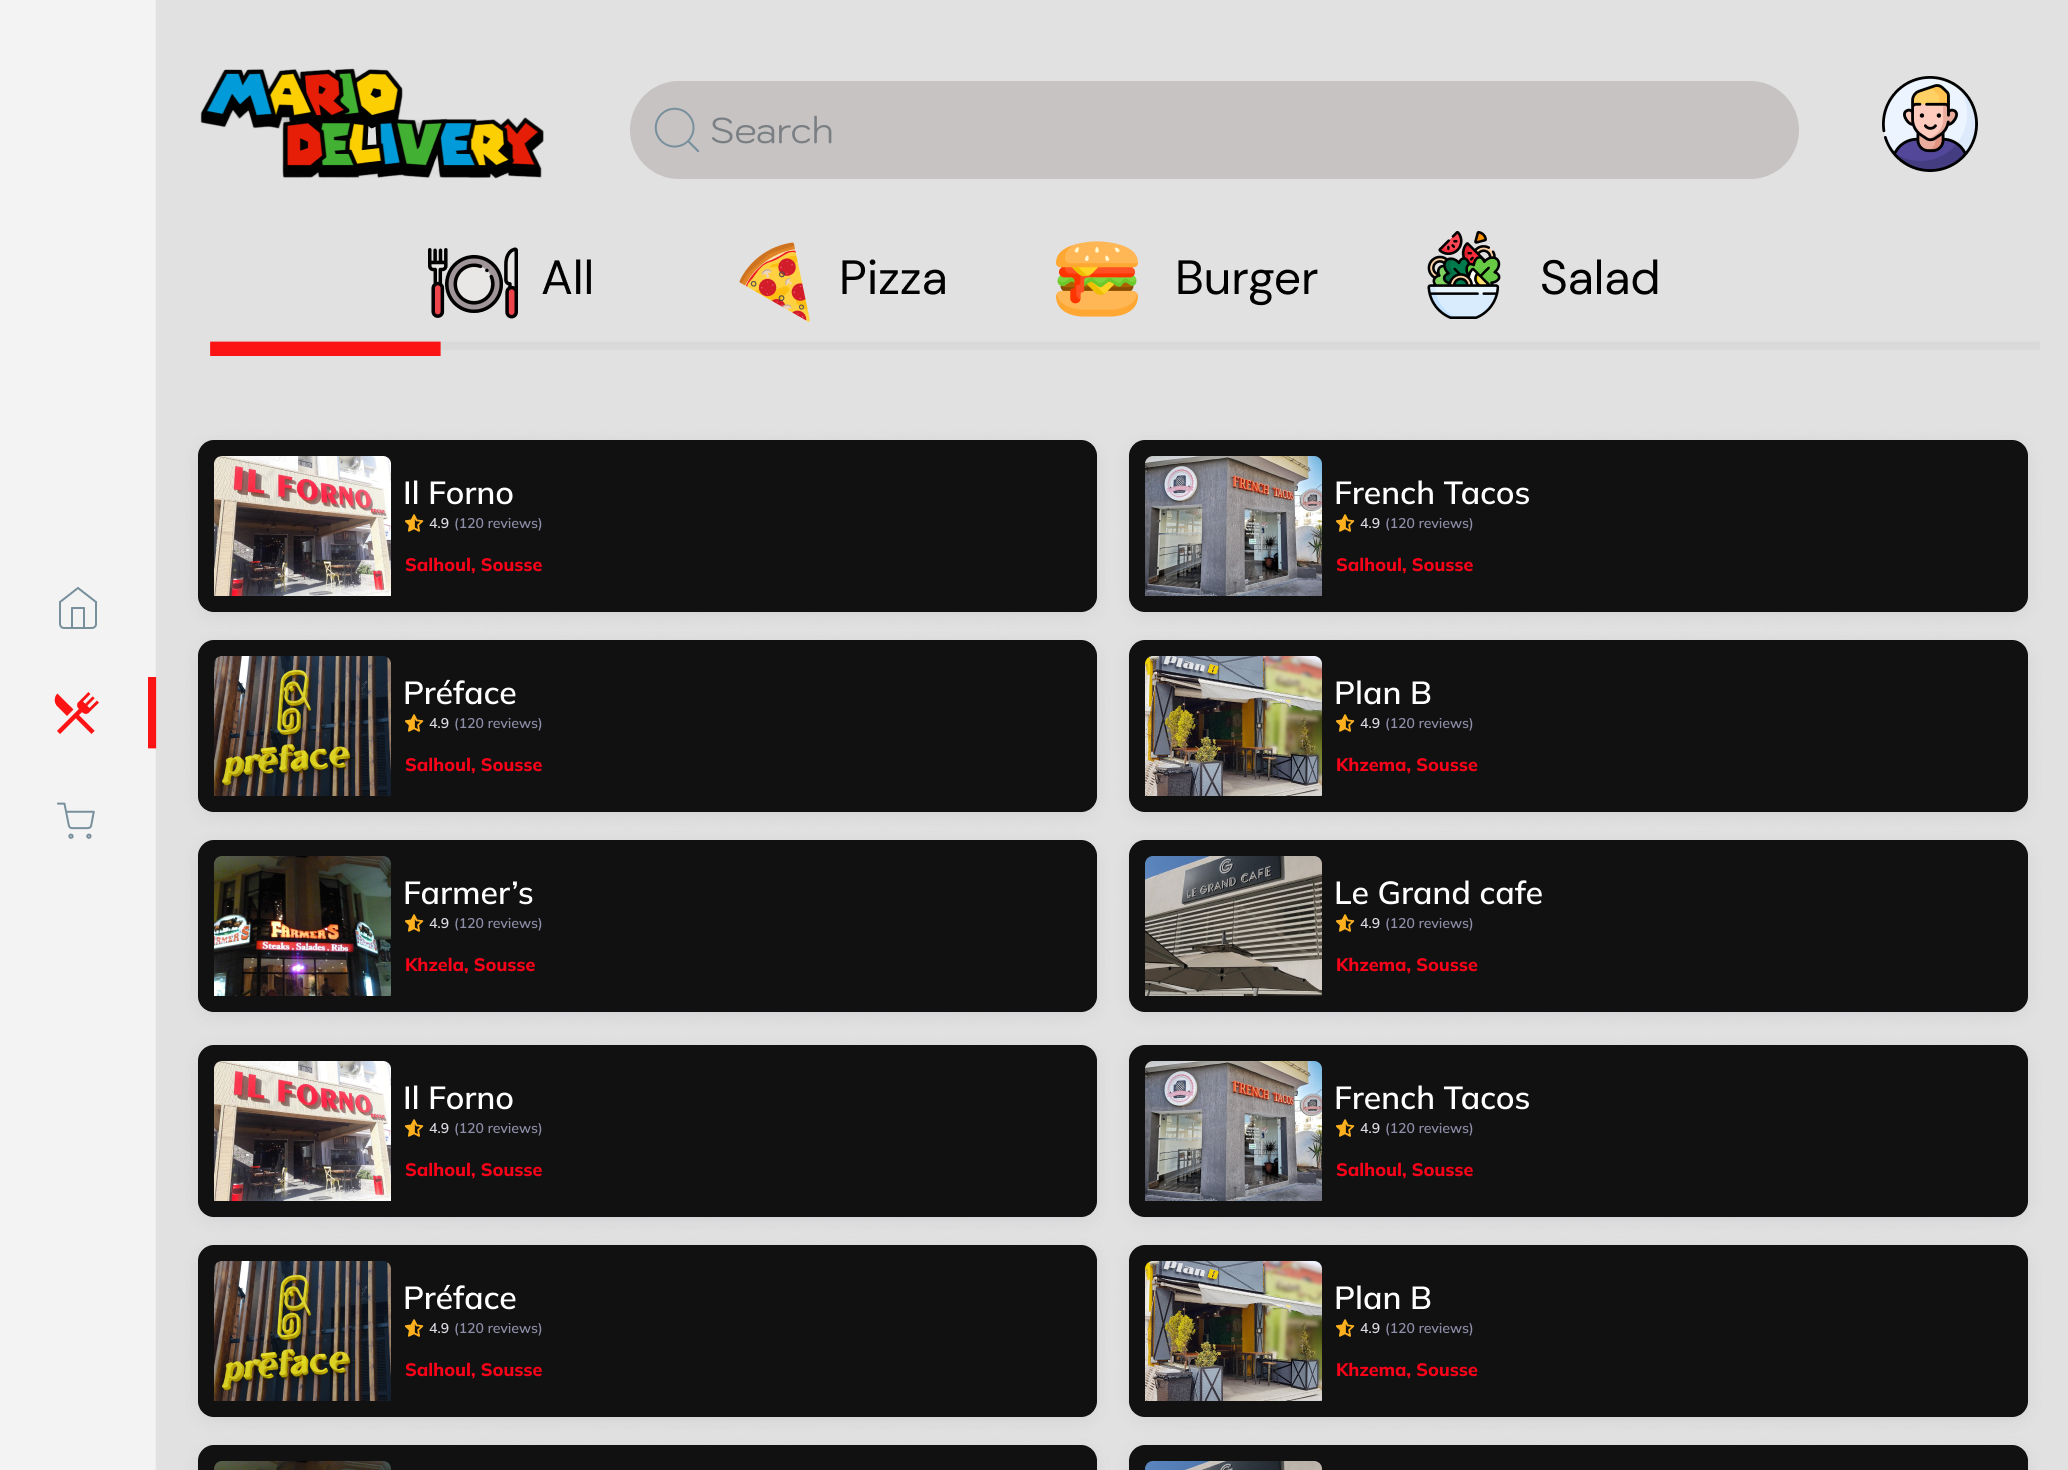 MARIO
DELIVERY
Search
All
Pizza
Burger
Salad
IL FORNO
Il Forno
4.9 (120 reviews)
Salhoul, Sousse
FRENCH TACOS
French Tacos
4.9 (120 reviews)
Salhoul, Sousse
prēface
Préface
4.9 (120 reviews)
Salhoul, Sousse
Plan B
Plan B
4.9 (120 reviews)
Khzema, Sousse
FARMER'S
Steaks . Salades . Ribs
Farmer’s
4.9 (120 reviews)
Khzela, Sousse
LE GRAND CAFE
Le Grand cafe
4.9 (120 reviews)
Khzema, Sousse
IL FORNO
Il Forno
4.9 (120 reviews)
Salhoul, Sousse
FRENCH TACOS
French Tacos
4.9 (120 reviews)
Salhoul, Sousse
prēface
Préface
4.9 (120 reviews)
Salhoul, Sousse
Plan B
Plan B
4.9 (120 reviews)
Khzema, Sousse